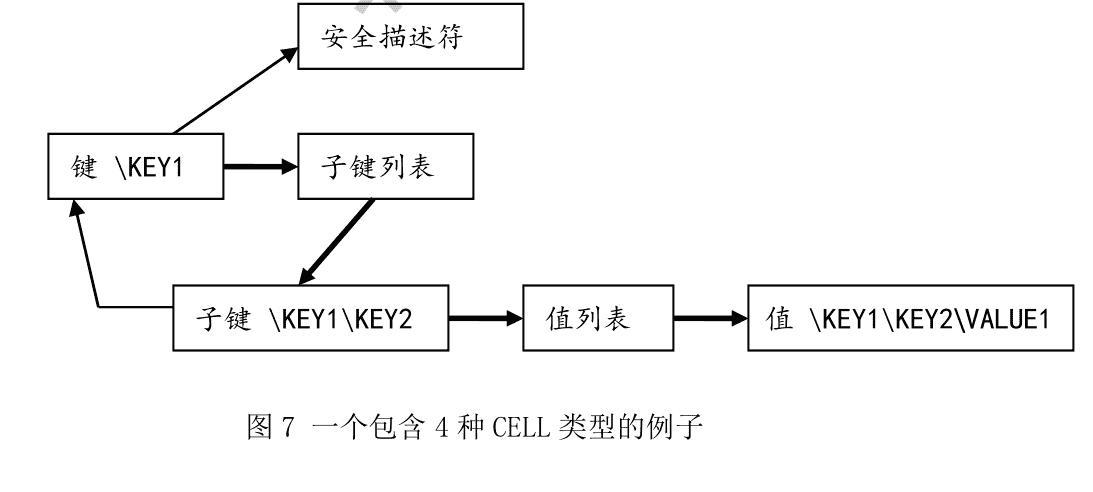 安全描述符
键 \KEY1
子键列表
子键 \KEY1\KEY2
值列表
值 \KEY1\KEY2\VALUE1
图 7 一个包含 4 种 CELL 类型的例子